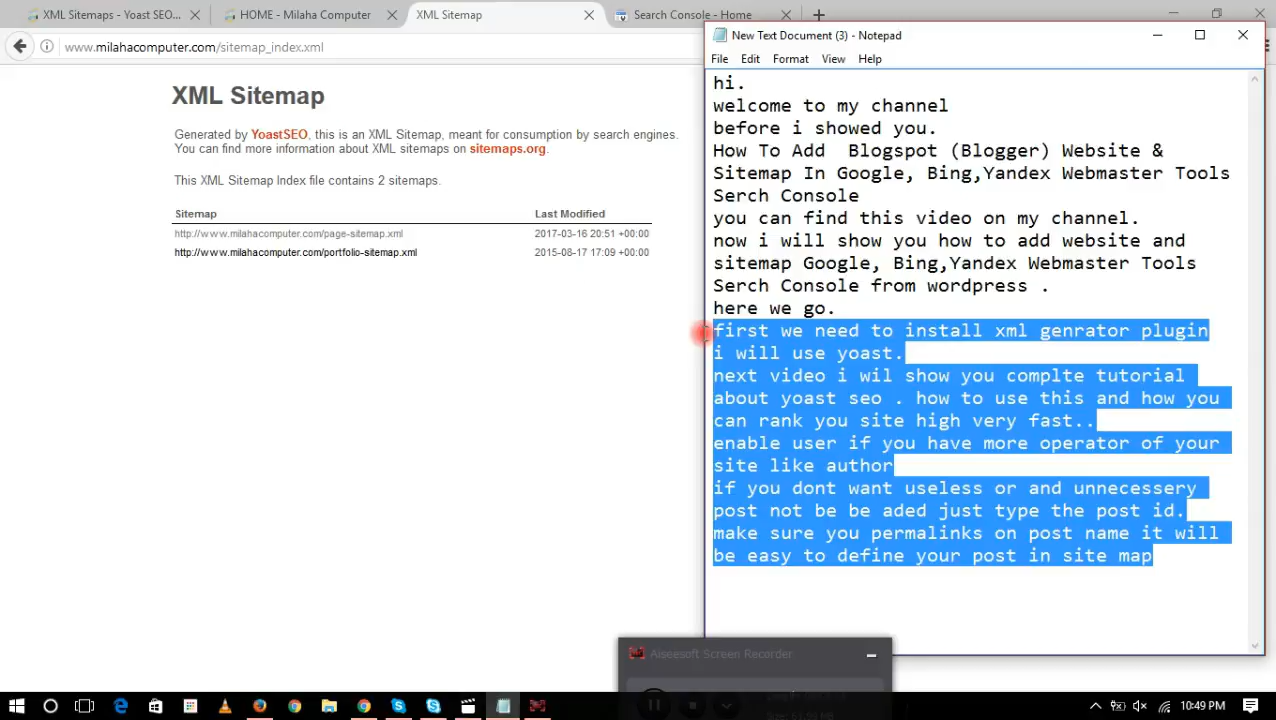 XML Sitemaps - Yoast SEO...
HOME - Milaha Computer
XML Sitemap
Search Console - Home
www.milahacomputer.com/sitemap_index.xml
XML Sitemap
Generated by YoastSEO, this is an XML Sitemap, meant for consumption by search engines.
You can find more information about XML sitemaps on sitemaps.org.
This XML Sitemap Index file contains 2 sitemaps.
Sitemap Last Modified
http://www.milahacomputer.com/page-sitemap.xml 2017-03-16 20:51 +00:00
http://www.milahacomputer.com/portfolio-sitemap.xml 2015-08-17 17:09 +00:00
New Text Document (3) - Notepad
File Edit Format View Help
hi.
welcome to my channel
before i showed you.
How To Add  Blogspot (Blogger) Website &
Sitemap In Google, Bing,Yandex Webmaster Tools
Serch Console
you can find this video on my channel.
now i will show you how to add website and
sitemap Google, Bing,Yandex Webmaster Tools
Serch Console from wordpress .
here we go.
first we need to install xml genrator plugin
i will use yoast.
next video i wil show you complte tutorial
about yoast seo . how to use this and how you
can rank you site high very fast..
enable user if you have more operator of your
site like author
if you dont want useless or and unnecessery
post not be be aded just type the post id.
make sure you permalinks on post name it will
be easy to define your post in site map
Aiseesoft Screen Recorder
10:49 PM